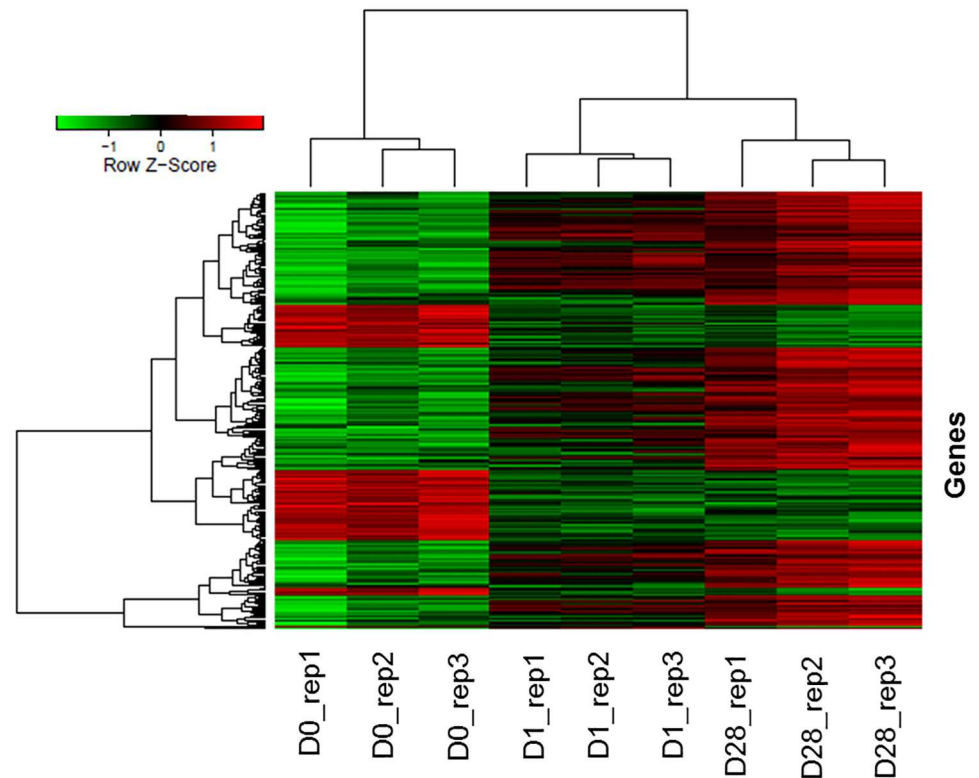 −1 0 1
Row Z−Score
Genes
D0_rep1
D0_rep2
D0_rep3
D1_rep1
D1_rep2
D1_rep3
D28_rep1
D28_rep2
D28_rep3